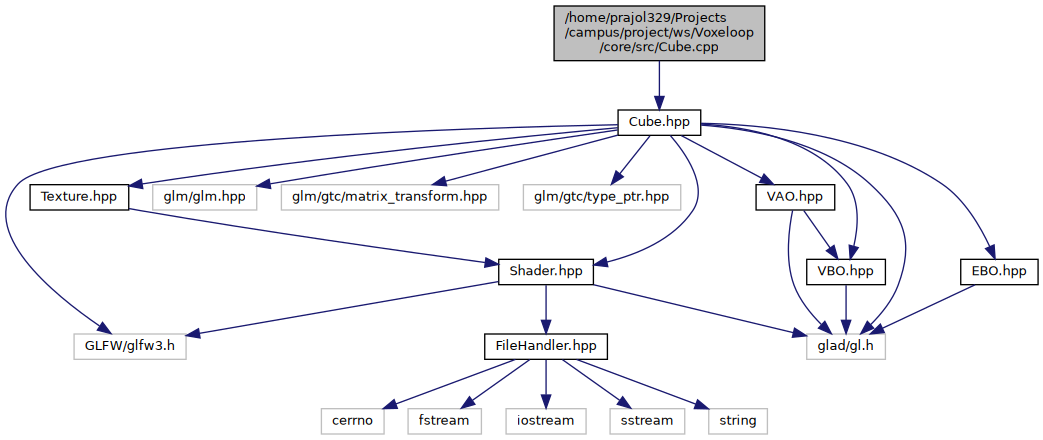 /home/prajol329/Projects
/campus/project/ws/Voxeloop
/core/src/Cube.cpp
Cube.hpp
Texture.hpp
glm/glm.hpp
glm/gtc/matrix_transform.hpp
glm/gtc/type_ptr.hpp
VAO.hpp
Shader.hpp
VBO.hpp
EBO.hpp
GLFW/glfw3.h
FileHandler.hpp
glad/gl.h
cerrno
fstream
iostream
sstream
string